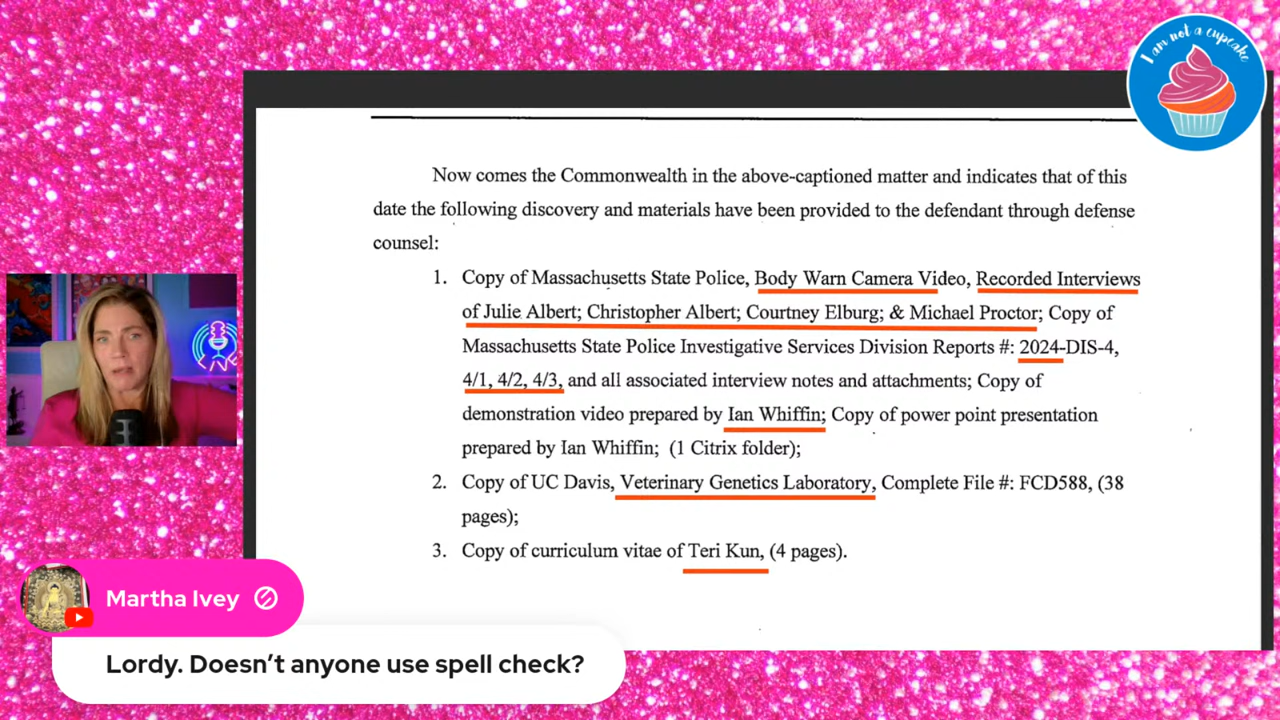 I am not a cupcake
Now comes the Commonwealth in the above-captioned matter and indicates that of this
date the following discovery and materials have been provided to the defendant through defense
counsel:
1. Copy of Massachusetts State Police, Body Warn Camera Video, Recorded Interviews
of Julie Albert; Christopher Albert; Courtney Elburg; & Michael Proctor; Copy of
Massachusetts State Police Investigative Services Division Reports #: 2024-DIS-4,
4/1, 4/2, 4/3, and all associated interview notes and attachments; Copy of
demonstration video prepared by Ian Whiffin; Copy of power point presentation
prepared by Ian Whiffin; (1 Citrix folder);
2. Copy of UC Davis, Veterinary Genetics Laboratory, Complete File #: FCD588, (38
pages);
3. Copy of curriculum vitae of Teri Kun, (4 pages).
Martha Ivey
Lordy. Doesn’t anyone use spell check?